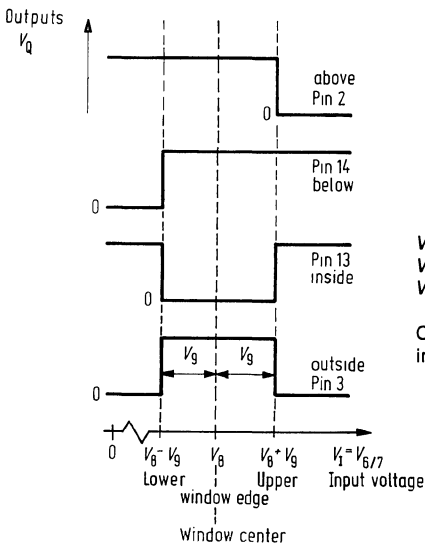 Outputs
V_Q
above
Pin 2
0
Pin 14
below
0
Pin 13
inside
0
V_9 V_9
outside
Pin 3
0
0 V_8 - V_9 V_8 V_8 + V_9 V_I = V_6/7
Lower Upper Input voltage
window edge
Window center
V
V
V
C
in